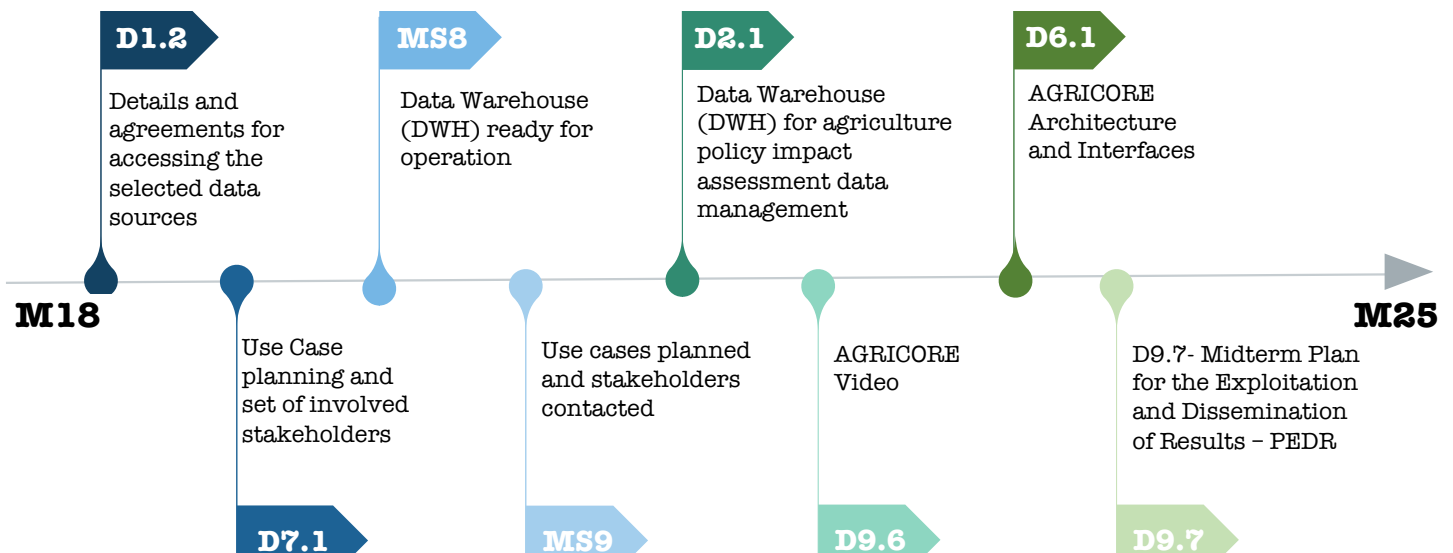 D1.2
Details and
agreements for
accessing the
selected data
sources
MS8
Data Warehouse
(DWH) ready for
operation
D2.1
Data Warehouse
(DWH) for agriculture
policy impact
assessment data
management
D6.1
AGRICORE
Architecture
and Interfaces
M18
M25
Use Case
planning and
set of involved
stakeholders
D7.1
Use cases planned
and stakeholders
contacted
MS9
AGRICORE
Video
D9.6
D9.7- Midterm Plan
for the Exploitation
and Dissemination
of Results – PEDR
D9.7